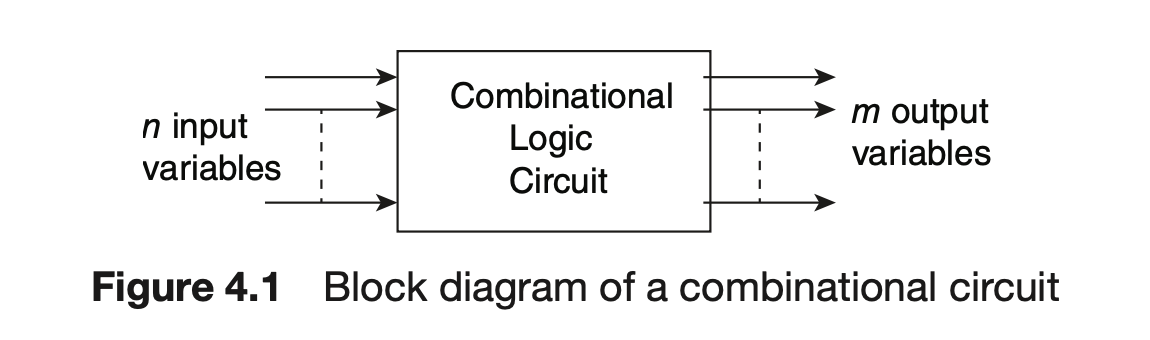 n input
variables
Combinational
Logic
Circuit
m output
variables
Figure 4.1 Block diagram of a combinational circuit